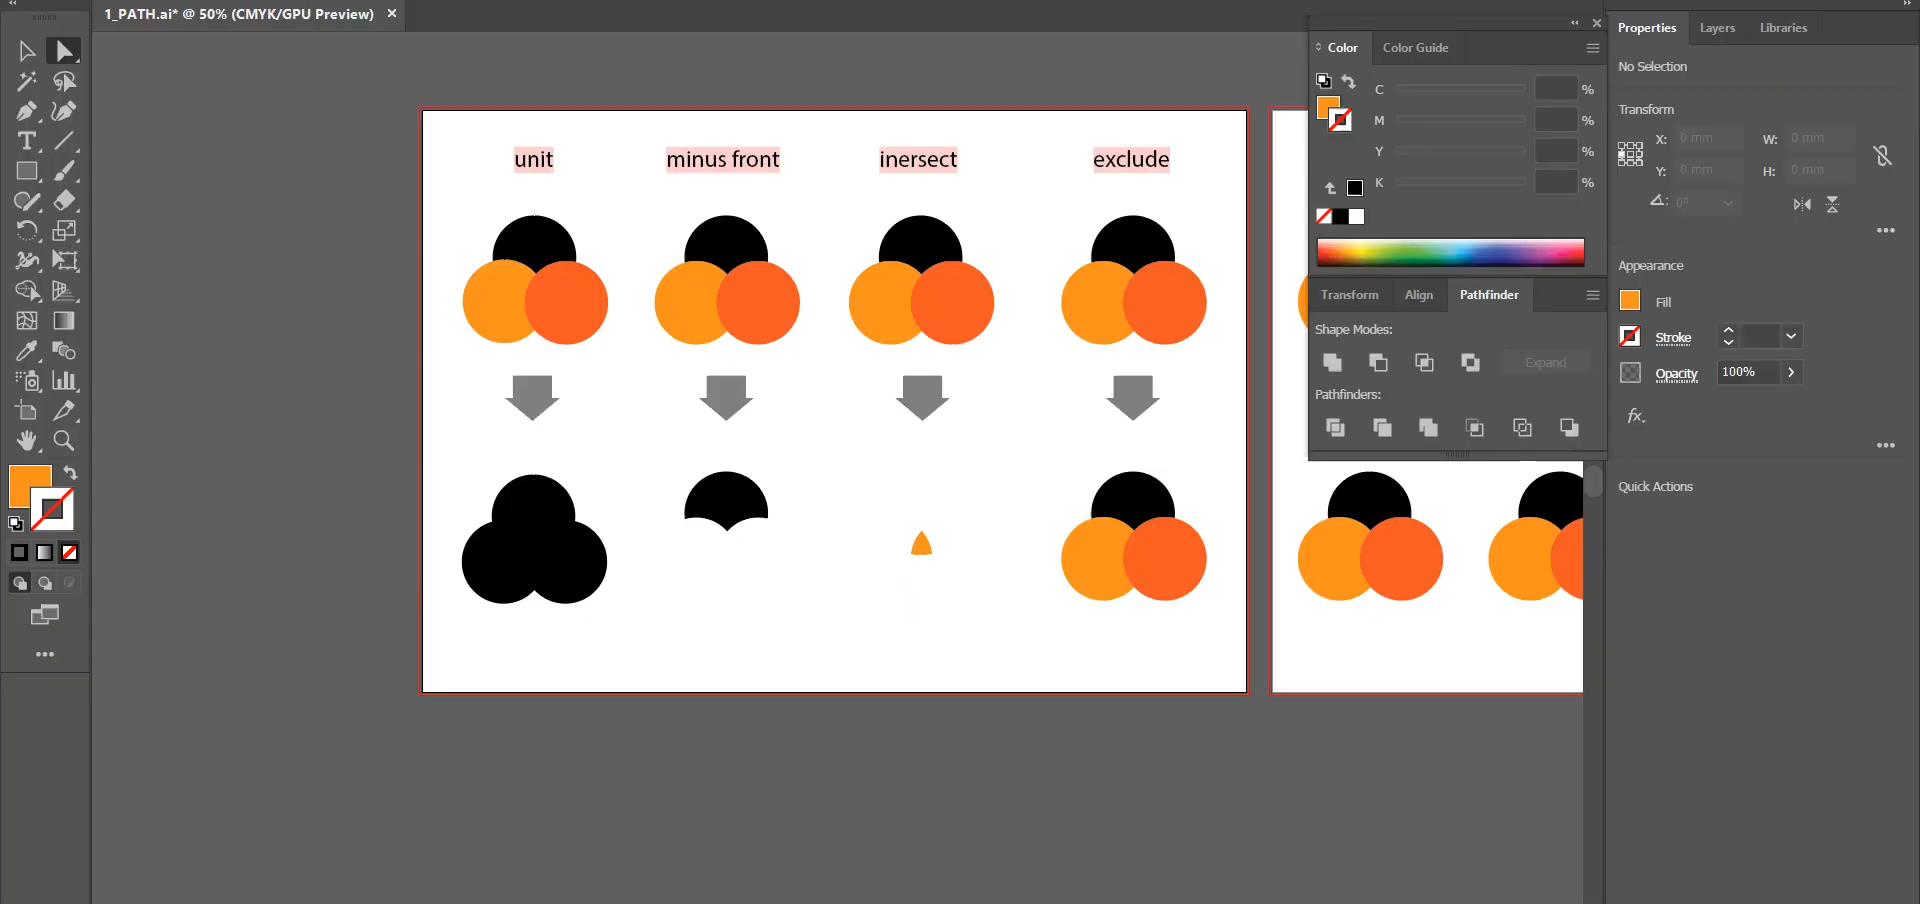 1_PATH.ai* @ 50% (CMYK/GPU Preview)
Color
Color Guide
C
%
M
%
Y
%
K
%
Transform
Align
Pathfinder
Shape Modes:
Expand
Pathfinders:
Properties
Layers
Libraries
No Selection
Transform
X:
0 mm
W:
0 mm
Y:
0 mm
H:
0 mm
0°
Appearance
Fill
Stroke
Opacity
100%
fx.
Quick Actions
unit
minus front
inersect
exclude